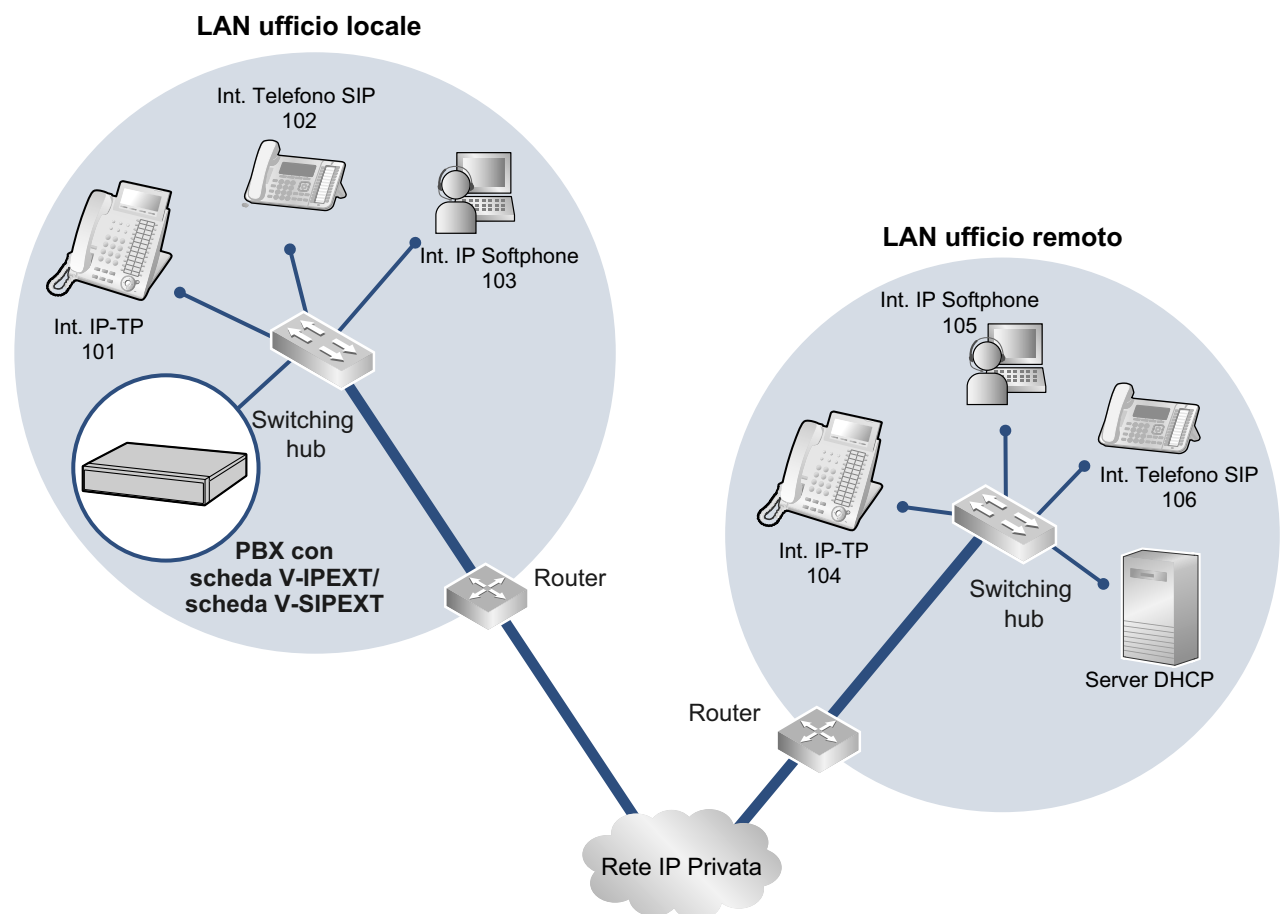 LAN ufficio locale
Int. Telefono SIP
102
Int. IP Softphone
103
Int. IP-TP
101
Switching
hub
PBX con
scheda V-IPEXT/
scheda V-SIPEXT
Router
LAN ufficio remoto
Int. IP Softphone
105
Int. Telefono SIP
106
Int. IP-TP
104
Switching
hub
Server DHCP
Router
Rete IP Privata